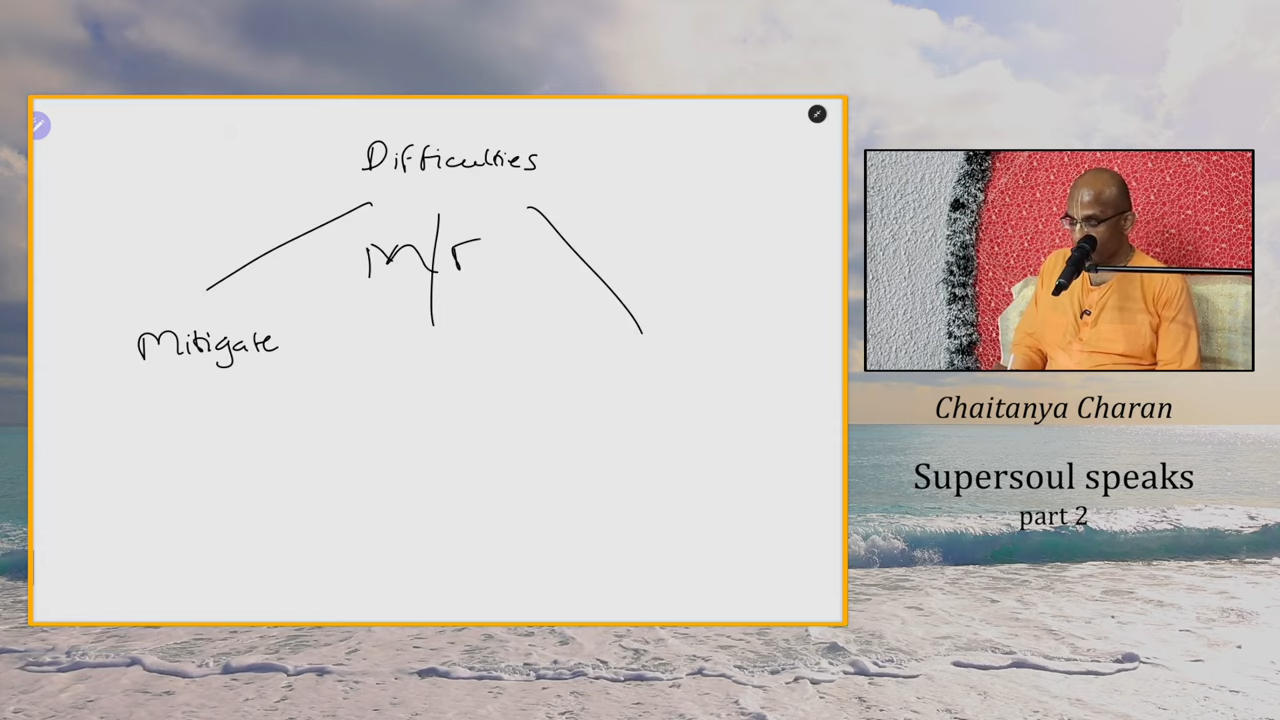 Difficulties
m/r
Mitigate
Chaitanya Charan
Supersoul speaks
part 2